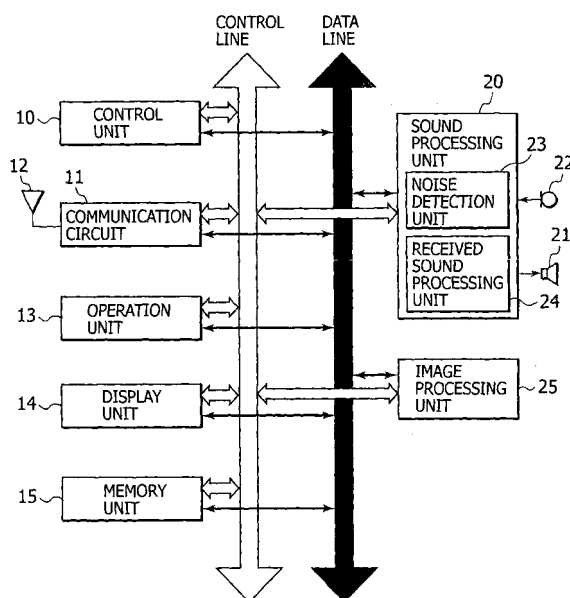 CONTROL
LINE
DATA
LINE
10
CONTROL
UNIT
12
11
COMMUNICATION
CIRCUIT
13
OPERATION
UNIT
14
DISPLAY
UNIT
15
MEMORY
UNIT
20
SOUND
PROCESSING
UNIT
23
NOISE
DETECTION
UNIT
22
21
RECEIVED
SOUND
PROCESSING
UNIT
24
IMAGE
PROCESSING
UNIT
25